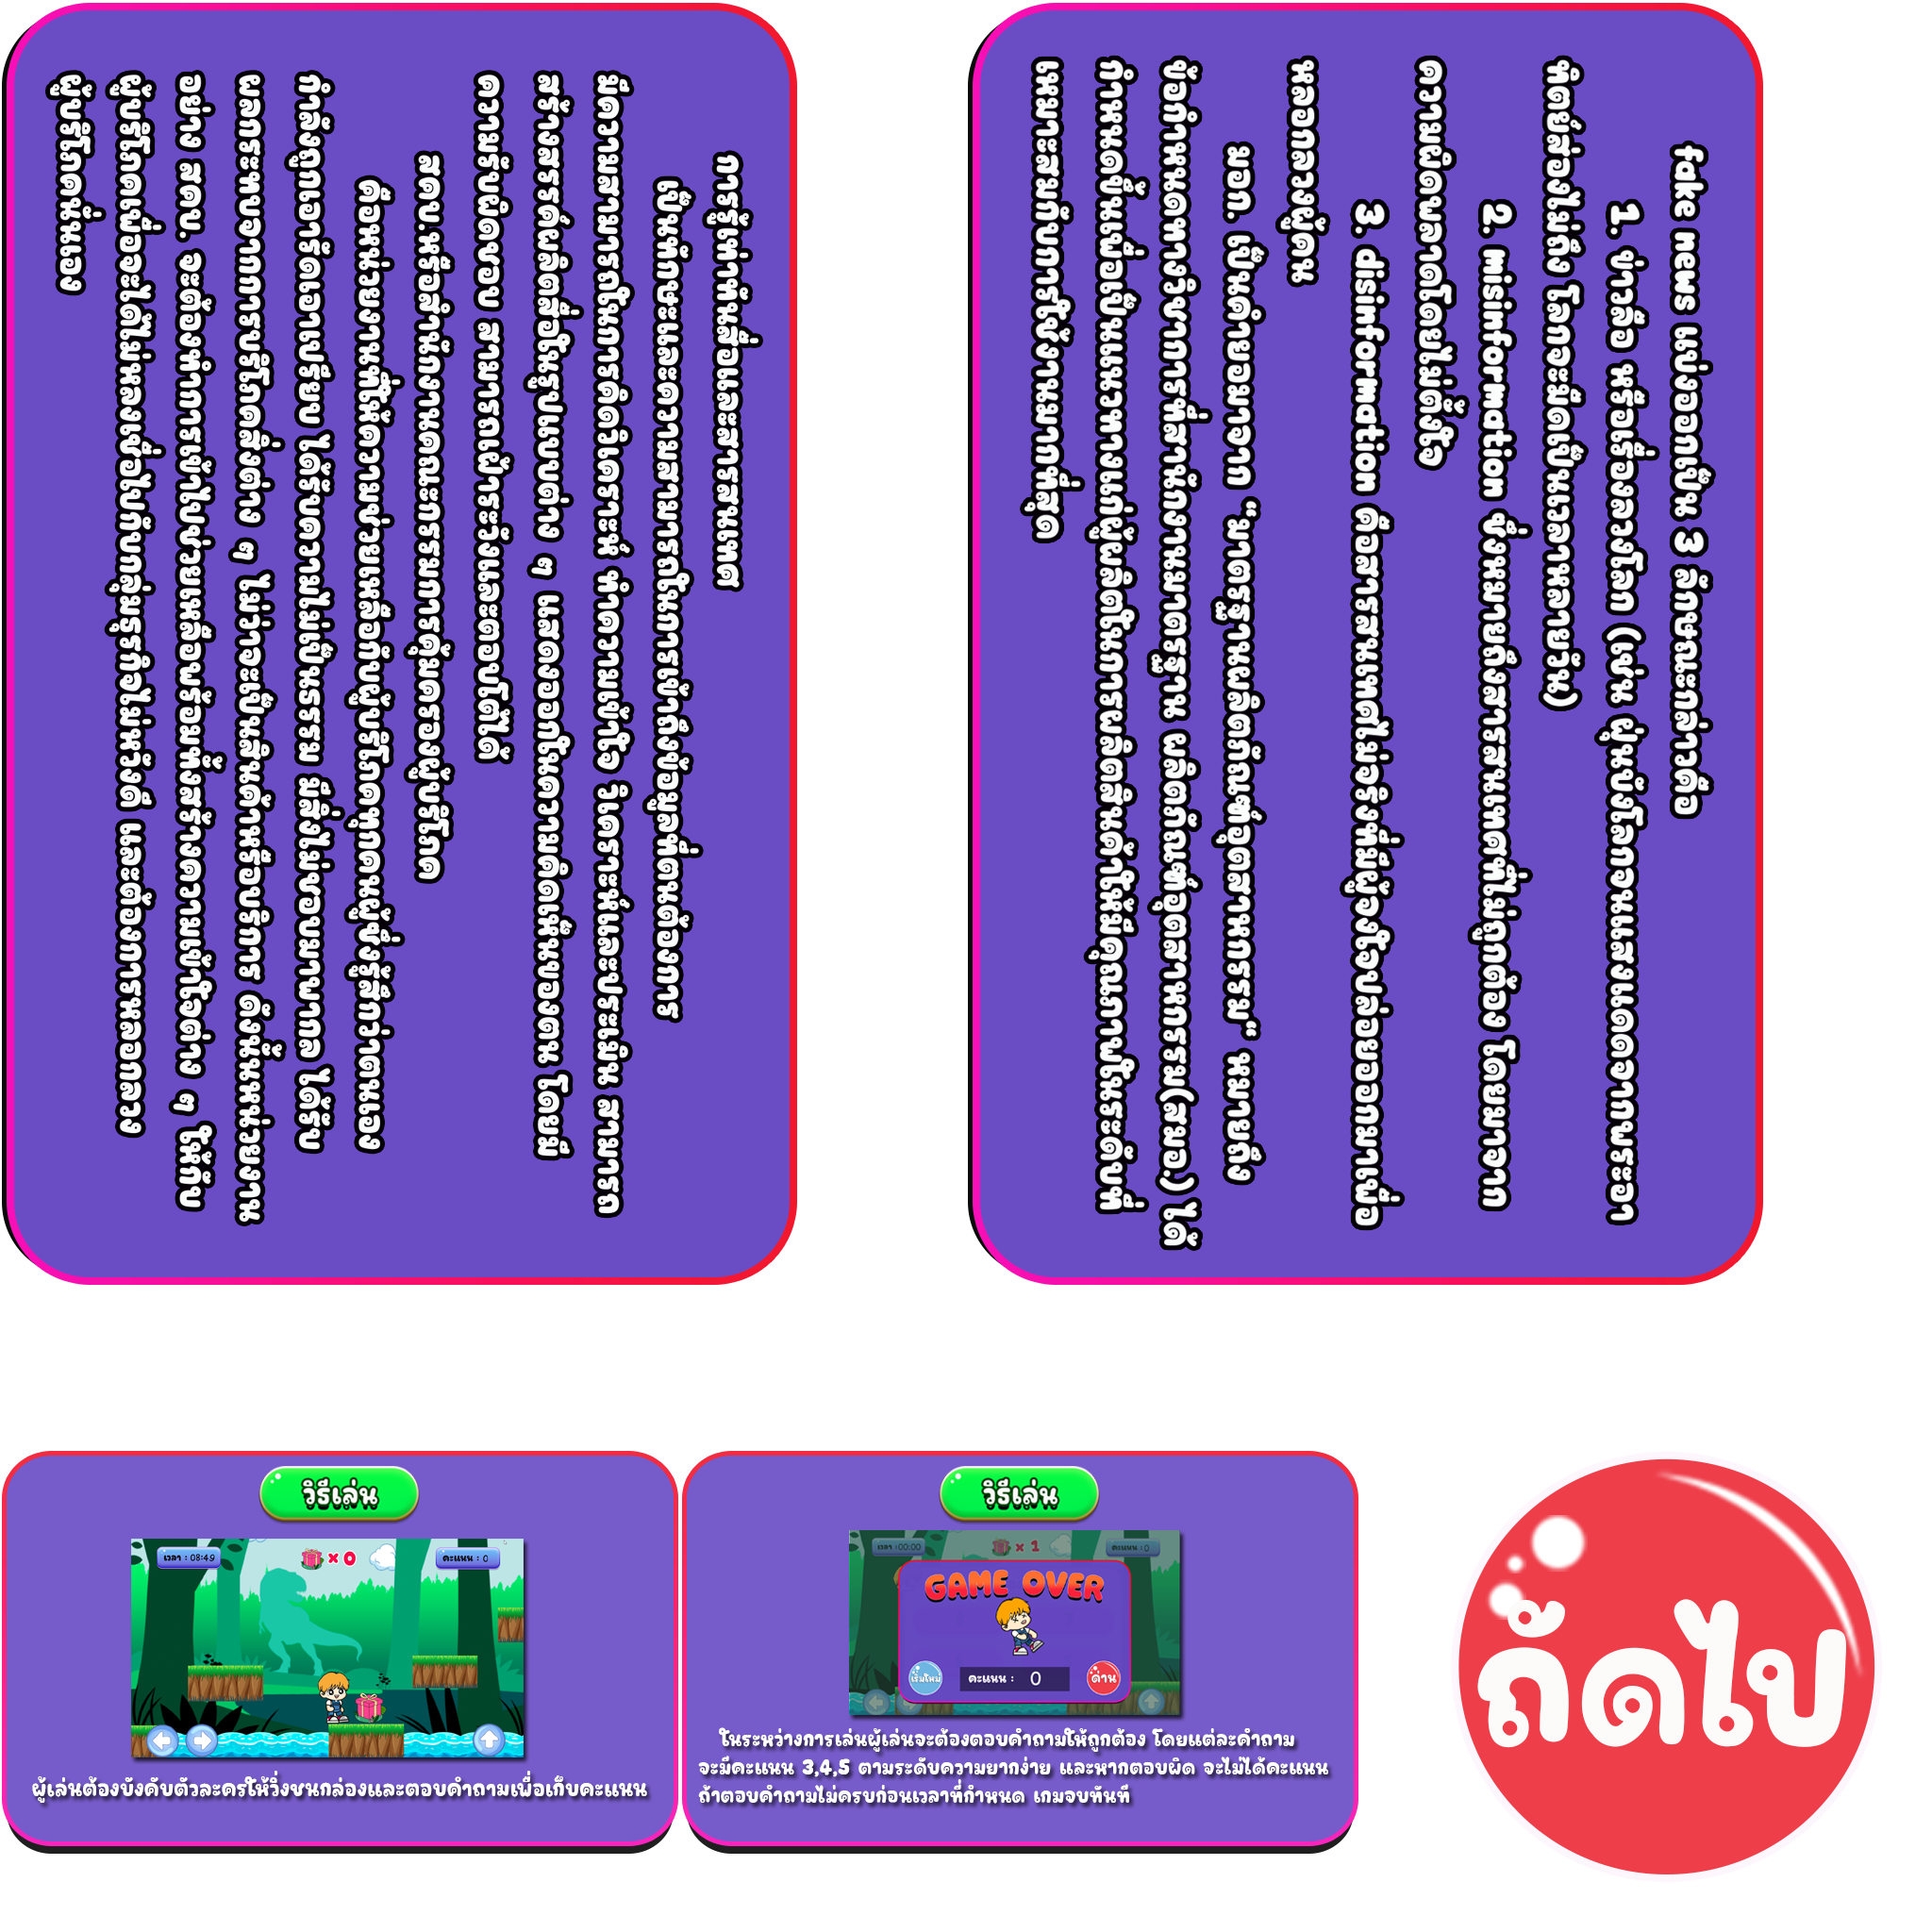 การรู้เท่าทันสื่อและสารสนเทศ
เป็นทักษะและความสามารถในการเข้าถึงข้อมูลที่ตนต้องการ
มีความสามารถในการคิดวิเคราะห์ ทำความเข้าใจ วิเคราะห์และประเมิน สามารถ
สร้างสรรค์ผลิตสื่อในรูปแบบต่าง ๆ แสดงออกในความคิดเห็นของตน โดยมี
ความรับผิดชอบ สามารถเฝ้าระวังและตอบโต้ได้
สคบ.หรือสำนักงานคณะกรรมการคุ้มครองผู้บริโภค
คือหน่วยงานที่ให้ความช่วยเหลือกับผู้บริโภคทุกคนผู้ซึ่งรู้สึกว่าตนเอง
กำลังถูกเอารัดเอาเปรียบ ได้รับความไม่เป็นธรรม มีสิ่งไม่ชอบมาพากล ได้รับ
ผลกระทบจากการบริโภคสิ่งต่าง ๆ ไม่ว่าจะเป็นสินค้าหรือบริการ ดังนั้นหน่วยงาน
อย่าง สคบ. จะต้องทำการเข้าไปช่วยเหลือพร้อมทั้งสร้างความเข้าใจต่าง ๆ ให้กับ
ผู้บริโภคเพื่อจะได้ไม่หลงเชื่อไปกับกลุ่มธุรกิจไม่หวังดี และต้องการหลอกลวง
ผู้บริโภคนั่นเอง
fake news แบ่งออกเป็น 3 ลักษณะกล่าวคือ
1. ข่าวลือ หรือเรื่องลวงโลก (เช่น ฝุ่นบังโลกจนแสงแดดจากพระอา
ทิตย์ส่องไม่ถึง โลกจะมืดเป็นเวลาหลายวัน)
2. misinformation ซึ่งหมายถึงสารสนเทศที่ไม่ถูกต้อง โดยมาจาก
ความผิดพลาดโดยไม่ตั้งใจ
3. disinformation คือสารสนเทศไม่จริงที่มีผู้จงใจปล่อยออกมาเพื่อ
หลอกลวงผู้คน
มอก. เป็นคำย่อมาจาก "มาตรฐานผลิตภัณฑ์อุตสาหกรรม" หมายถึง
ข้อกำหนดทางวิชาการที่สำนักงานมาตรฐาน ผลิตภัณฑ์อุตสาหกรรม(สมอ.) ได้
กำหนดขึ้นเพื่อเป็นแนวทางแก่ผู้ผลิตในการผลิตสินค้าให้มีคุณภาพในระดับที่
เหมาะสมกับการใช้งานมากที่สุด
วิธีเล่น
เวลา : 08:49
× 0
คะแนน : 0
ผู้เล่นต้องบังคับตัวละครให้วิ่งชนกล่องและตอบคำถามเพื่อเก็บคะแนน
วิธีเล่น
เวลา :00:00
× 1
คะแนน :0
GAME OVER
เริ่มใหม่
คะแนน : 0
ด่าน
ในระหว่างการเล่นผู้เล่นจะต้องตอบคำถามให้ถูกต้อง โดยแต่ละคำถาม
จะมีคะแนน 3,4,5 ตามระดับความยากง่าย และหากตอบผิด จะไม่ได้คะแนน
ถ้าตอบคำถามไม่ครบก่อนเวลาที่กำหนด เกมจบทันที
ถัดไป